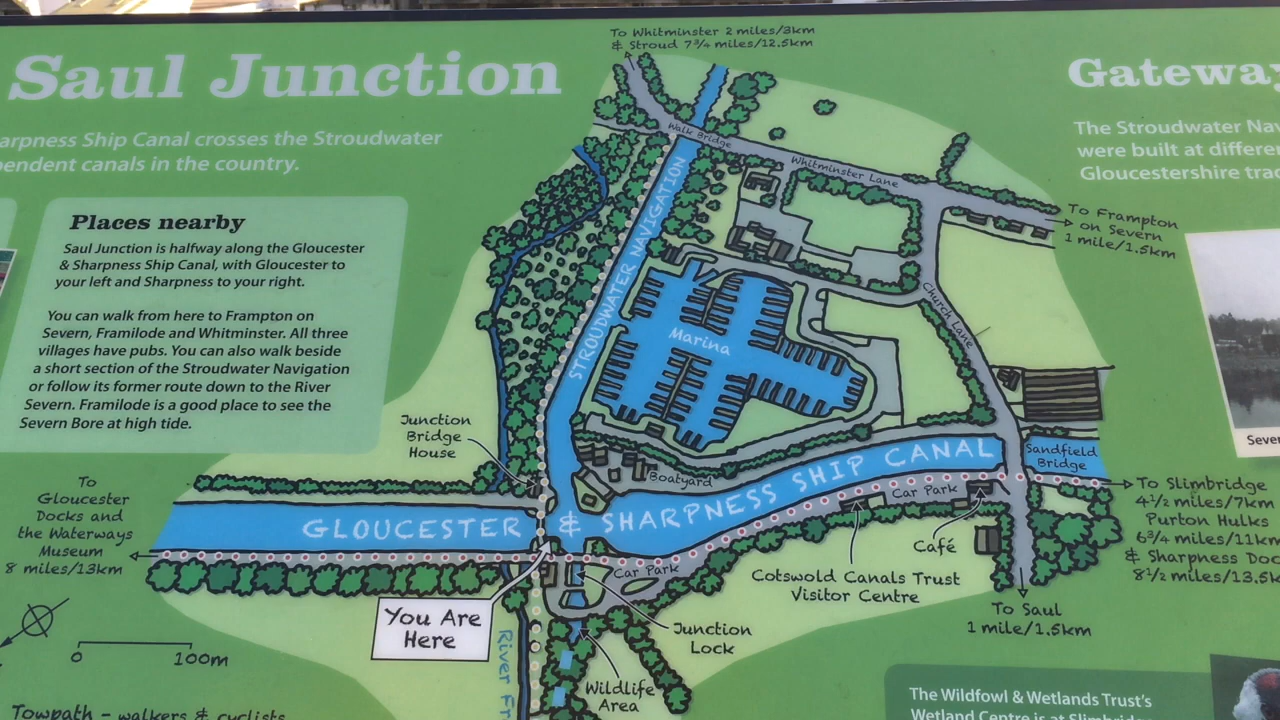 Saul Junction
arpness Ship Canal crosses the Stroudwater
pendent canals in the country.
Places nearby
Saul Junction is halfway along the Gloucester
& Sharpness Ship Canal, with Gloucester to
your left and Sharpness to your right.
You can walk from here to Frampton on
Severn, Framilode and Whitminster. All three
villages have pubs. You can also walk beside
a short section of the Stroudwater Navigation
or follow its former route down to the River
Severn. Framilode is a good place to see the
Severn Bore at high tide.
To Whitminster 2 miles/3km
& Stroud 7¾ miles/12.5km
Walk Bridge
Whitminster Lane
To Frampton
on Severn
1 mile/1.5km
Gateway
The Stroudwater Nav
were built at differen
Gloucestershire trad
STROUDWATER NAVIGATION
Marina
Church Lane
Junction
Bridge
House
Boatyard
Sandfield
Bridge
To
Gloucester
Docks and
the Waterways
Museum
8 miles/13km
GLOUCESTER & SHARPNESS SHIP CANAL
Car Park
Car Park
Café
Cotswold Canals Trust
Visitor Centre
To Slimbridge
4½ miles/7km
Purton Hulks
6¾ miles/11km
& Sharpness Doc
8½ miles/13.5k
To Saul
1 mile/1.5km
You Are
Here
Junction
Lock
Wildlife
Area
River Fr
0 100m
Towpath – walkers & cyclists
Sever
The Wildfowl & Wetlands Trust's
Wetland Centre is at Slimbridge